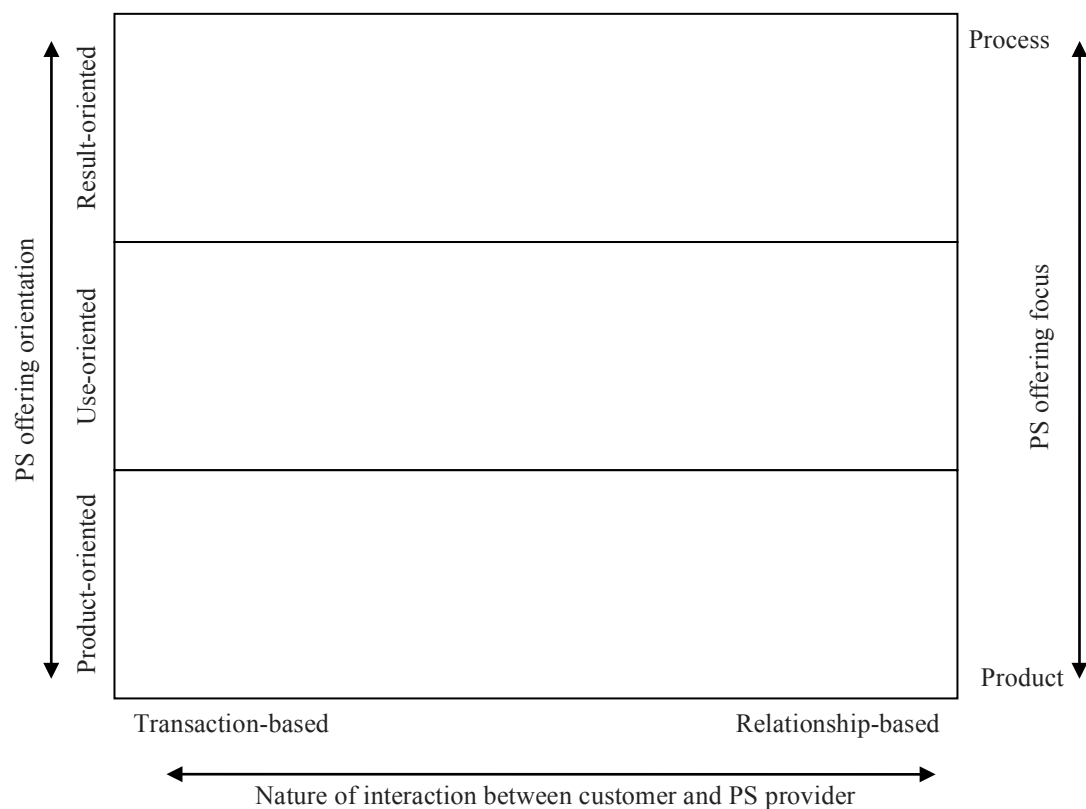 Process
Result-oriented
PS offering orientation
Use-oriented
PS offering focus
Product-oriented
Product
Transaction-based
Relationship-based
Nature of interaction between customer and PS provider